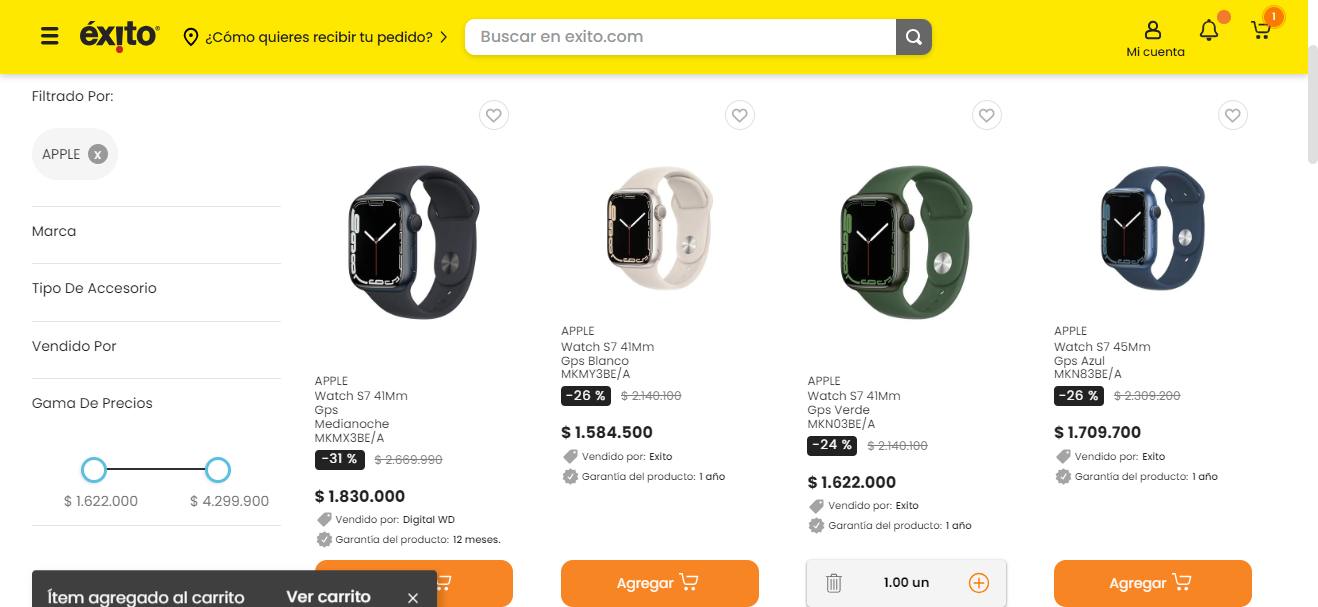 éxito
¿Cómo quieres recibir tu pedido?
Buscar en exito.com
Mi cuenta
1
Filtrado Por:
APPLE x
Marca
Tipo De Accesorio
Vendido Por
Gama De Precios
$ 1.622.000 $ 4.299.900
APPLE
Watch S7 41Mm
Gps
Medianoche
MKMX3BE/A
-31 % $ 2.669.990
$ 1.830.000
Vendido por: Digital WD
Garantía del producto: 12 meses.
APPLE
Watch S7 41Mm
Gps Blanco
MKMY3BE/A
-26 % $ 2.140.100
$ 1.584.500
Vendido por: Exito
Garantía del producto: 1 año
Agregar
APPLE
Watch S7 41Mm
Gps Verde
MKN03BE/A
-24 % $ 2.140.100
$ 1.622.000
Vendido por: Exito
Garantía del producto: 1 año
1.00 un
APPLE
Watch S7 45Mm
Gps Azul
MKN83BE/A
-26 % $ 2.309.200
$ 1.709.700
Vendido por: Exito
Garantía del producto: 1 año
Agregar
Ítem agregado al carrito Ver carrito ×